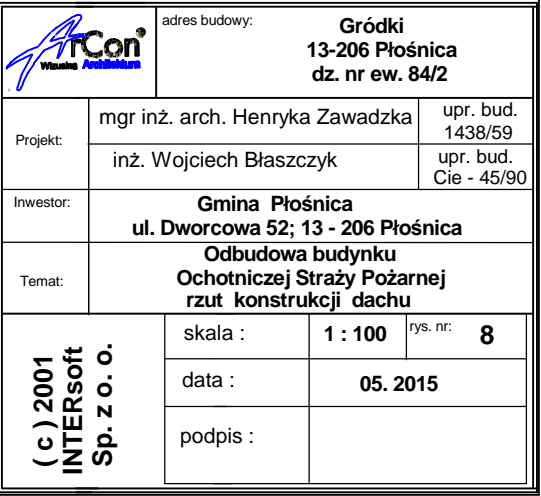 ArCon
Wizualna Architektura
adres budowy:
Gródki
13-206 Płośnica
dz. nr ew. 84/2
Projekt:
mgr inż. arch. Henryka Zawadzka
upr. bud.
1438/59
inż. Wojciech Błaszczyk
upr. bud.
Cie - 45/90
Inwestor:
Gmina Płośnica
ul. Dworcowa 52; 13 - 206 Płośnica
Temat:
Odbudowa budynku
Ochotniczej Straży Pożarnej
rzut konstrukcji dachu
( c ) 2001
INTERsoft
Sp. z o. o.
skala :
1 : 100
rys. nr:
8
data :
05. 2015
podpis :